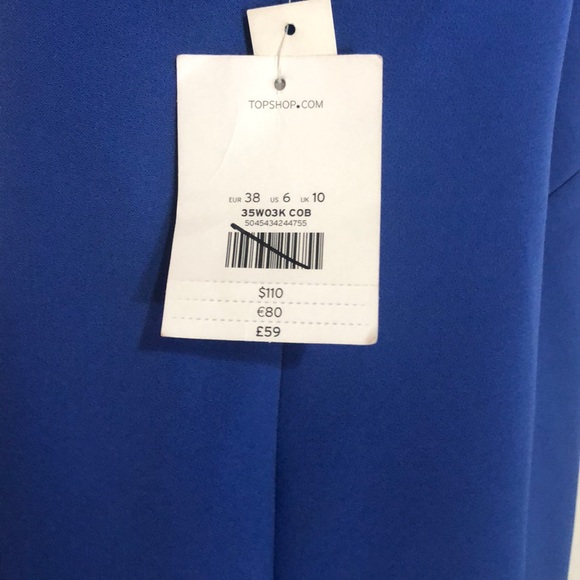 TOPSHOP.COM
EUR 38 US 6 UK 10
35W03K COB
5045434244755
$110
€80
£59